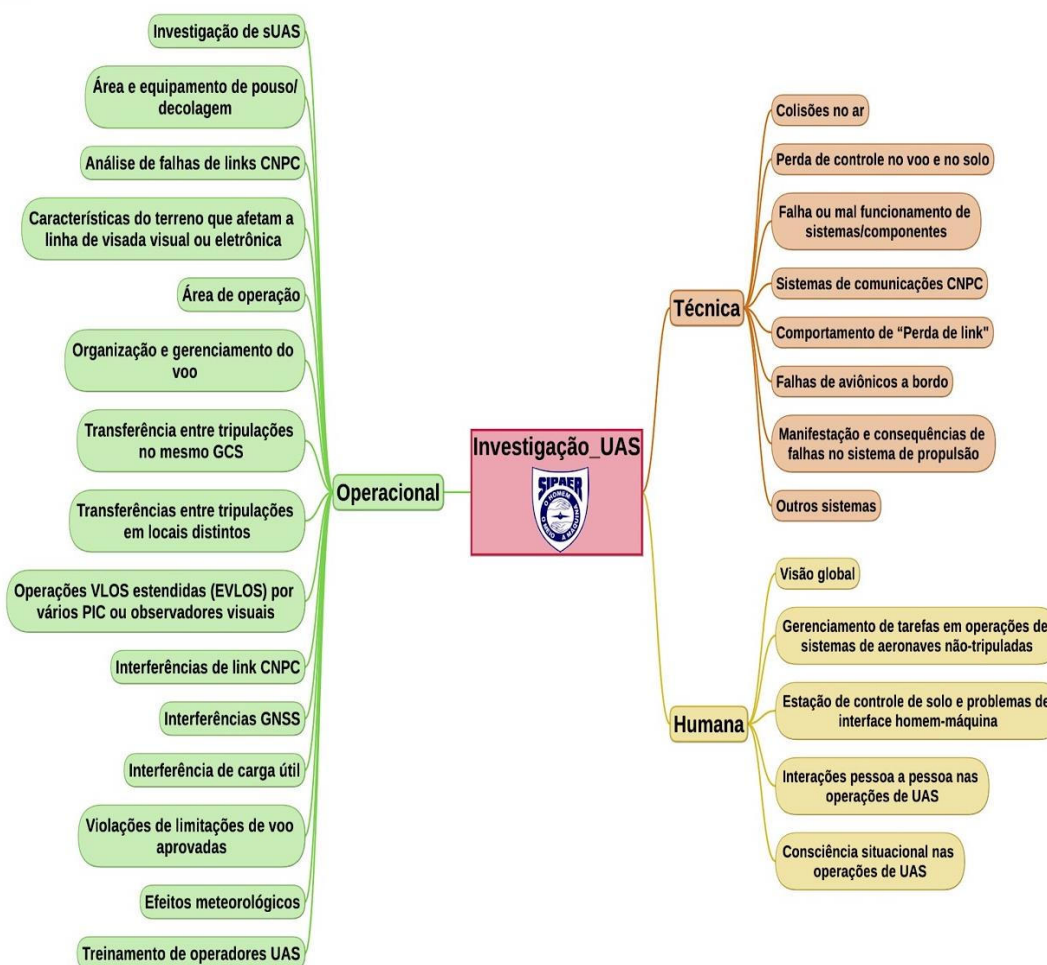 Investigação de sUAS
Área e equipamento de pouso/
decolagem
Análise de falhas de links CNPC
Características do terreno que afetam a
linha de visada visual ou eletrônica
Área de operação
Organização e gerenciamento do
voo
Transferência entre tripulações
no mesmo GCS
Transferências entre tripulações
em locais distintos
Operações VLOS estendidas (EVLOS) por
vários PIC ou observadores visuais
Interferências de link CNPC
Interferências GNSS
Interferência de carga útil
Violações de limitações de voo
aprovadas
Efeitos meteorológicos
Treinamento de operadores UAS
Operacional
Investigação_UAS
SIPAER
O HOMEM
O MEIO
A MÁQUINA
Técnica
Colisões no ar
Perda de controle no voo e no solo
Falha ou mal funcionamento de
sistemas/componentes
Sistemas de comunicações CNPC
Comportamento de “Perda de link"
Falhas de aviônicos a bordo
Manifestação e consequências de
falhas no sistema de propulsão
Outros sistemas
Humana
Visão global
Gerenciamento de tarefas em operações de
sistemas de aeronaves não-tripuladas
Estação de controle de solo e problemas de
interface homem-máquina
Interações pessoa a pessoa nas
operações de UAS
Consciência situacional nas
operações de UAS